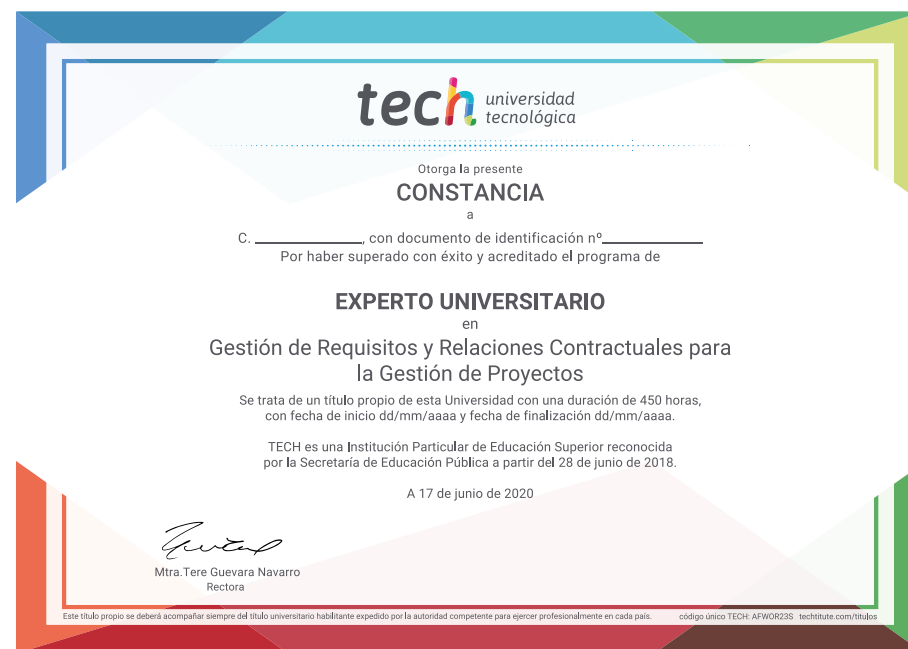 tech universidad
tecnológica
Otorga la presente
CONSTANCIA
a
C. ____________, con documento de identificación nº____________
Por haber superado con éxito y acreditado el programa de
EXPERTO UNIVERSITARIO
en
Gestión de Requisitos y Relaciones Contractuales para
la Gestión de Proyectos
Se trata de un título propio de esta Universidad con una duración de 450 horas,
con fecha de inicio dd/mm/aaaa y fecha de finalización dd/mm/aaaa.
TECH es una Institución Particular de Educación Superior reconocida
por la Secretaría de Educación Pública a partir del 28 de junio de 2018.
A 17 de junio de 2020
Mtra.Tere Guevara Navarro
Rectora
Este título propio se deberá acompañar siempre del título universitario habilitante expedido por la autoridad competente para ejercer profesionalmente en cada país. código único TECH: AFWOR23S techtitute.com/titulos